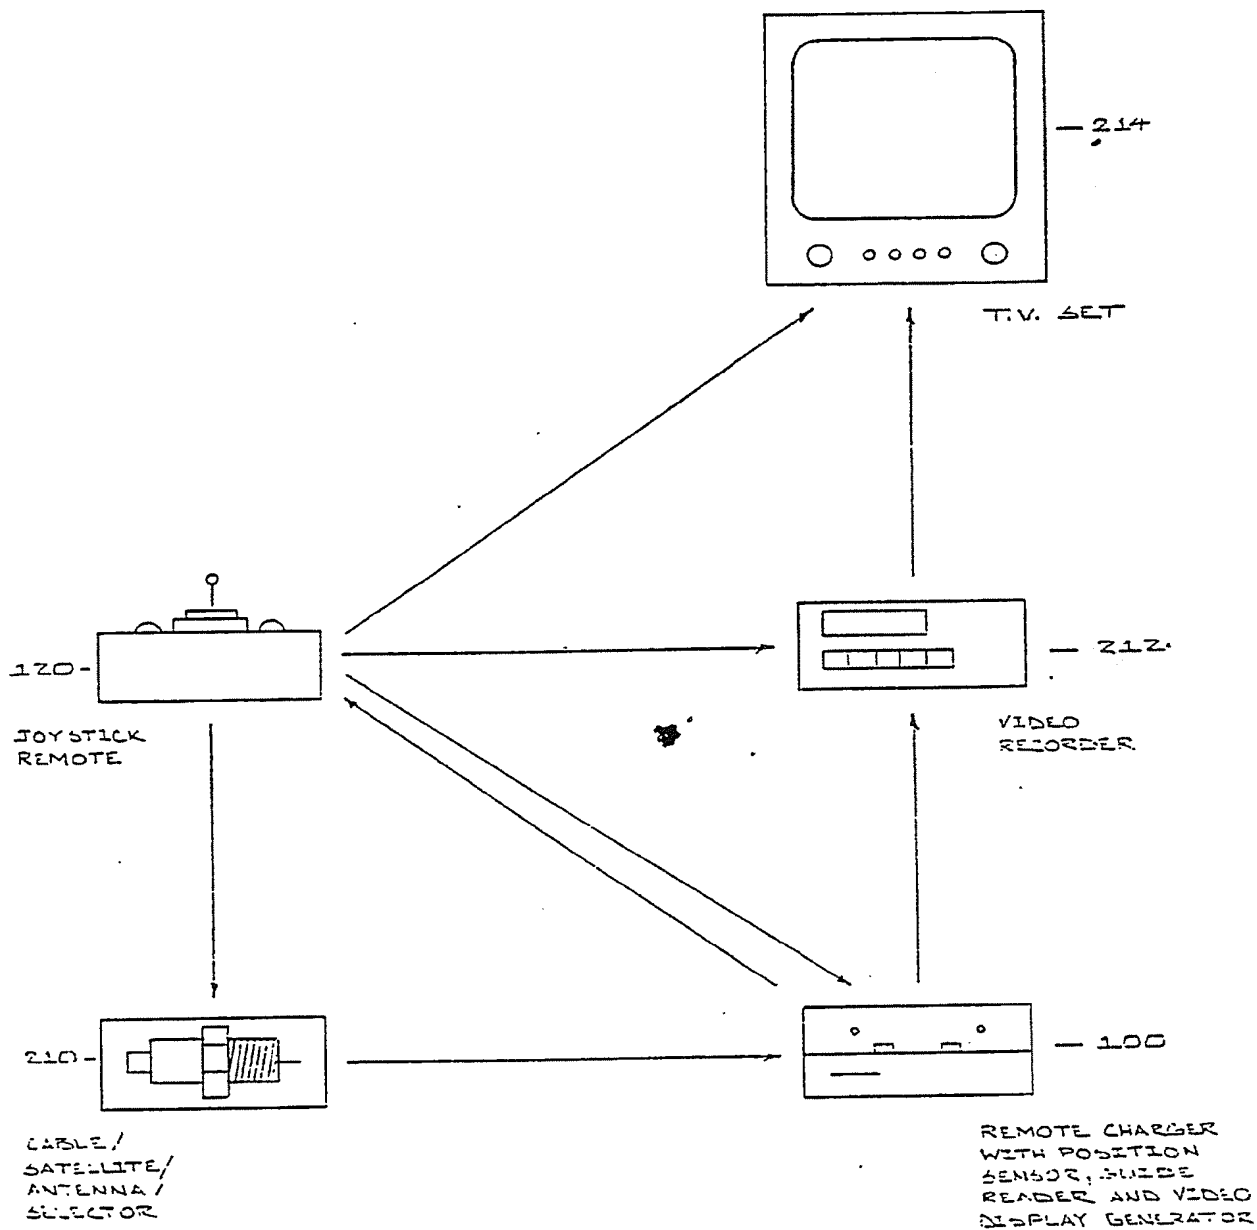 214
T.V. SET
120
JOYSTICK
REMOTE
212
VIDEO
RECORDER
210
100
CABLE/
SATELLITE/
ANTENNA/
SELECTOR
REMOTE CHARGER
WITH POSITION
SENSOR, GUIDE
READER AND VIDEO
DISPLAY GENERATOR